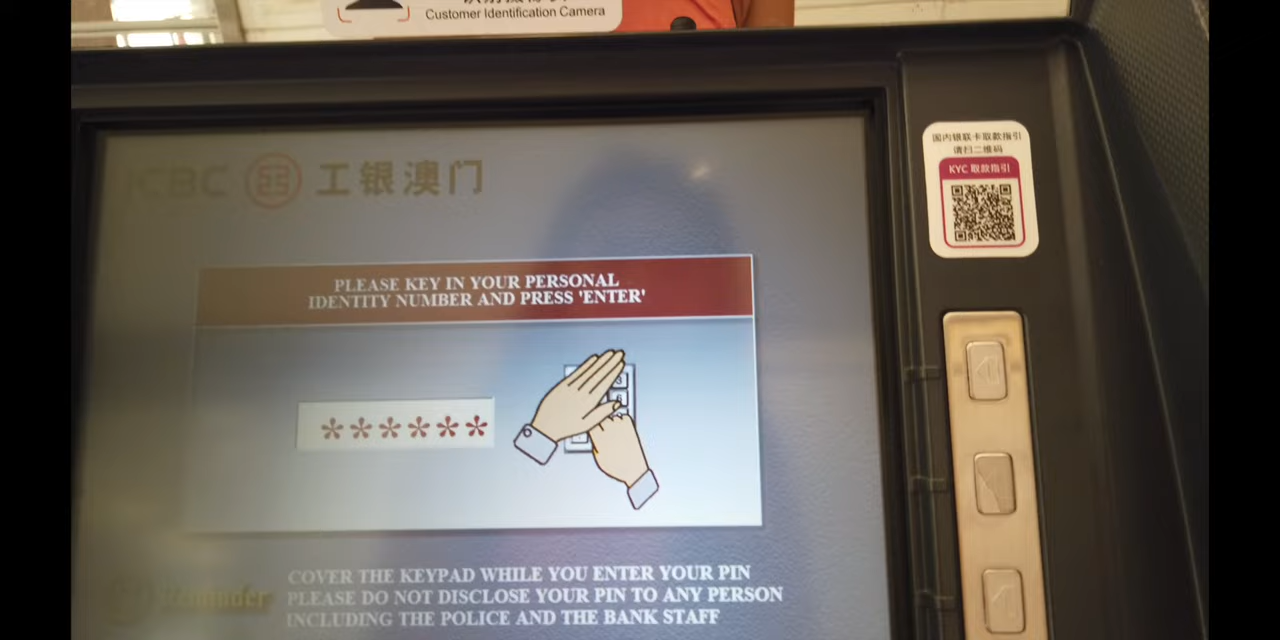 Customer Identification Camera
ICBC 工银澳门
国内银联卡取款指引
请扫二维码
KYC 取款指引
PLEASE KEY IN YOUR PERSONAL
IDENTITY NUMBER AND PRESS 'ENTER'
******
Reminder
COVER THE KEYPAD WHILE YOU ENTER YOUR PIN
PLEASE DO NOT DISCLOSE YOUR PIN TO ANY PERSON
INCLUDING THE POLICE AND THE BANK STAFF